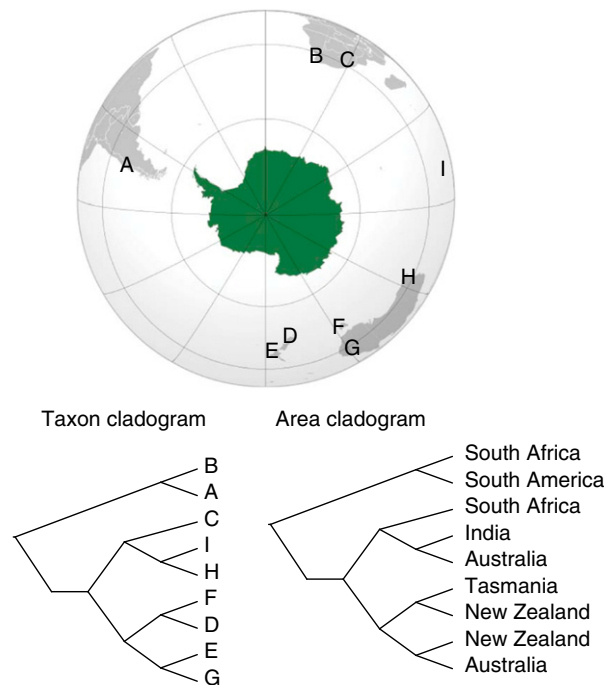 B C
A
I
H
F D
E G
Taxon cladogram Area cladogram
B
A
C
I
H
F
D
E
G
South Africa
South America
South Africa
India
Australia
Tasmania
New Zealand
New Zealand
Australia